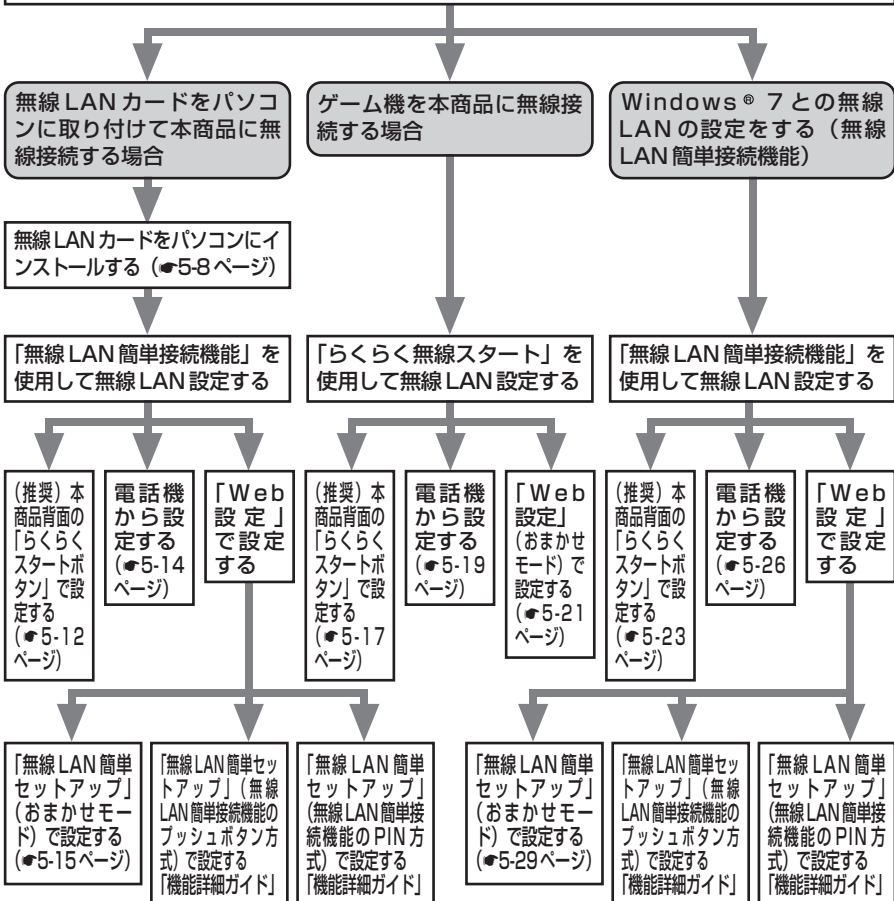 無線LANカードをパソコ
ンに取り付けて本商品に無
線接続する場合
ゲーム機を本商品に無線接
続する場合
Windows® 7との無線
LANの設定をする（無線
LAN簡単接続機能）
無線LANカードをパソコンにイ
ンストールする（☛5-8ページ）
「無線LAN簡単接続機能」を
使用して無線LAN設定する
「らくらく無線スタート」を
使用して無線LAN設定する
「無線LAN簡単接続機能」を
使用して無線LAN設定する
（推奨）本
商品背面の
「らくらく
スタートボ
タン」で設
定する
（☛5-12
ページ）
電話機
から設
定する
（☛5-14
ページ）
「Web
設定」
で設定
する
（推奨）本
商品背面の
「らくらく
スタートボ
タン」で設
定する
（☛5-17
ページ）
電話機
から設
定する
（☛5-19
ページ）
「Web
設定」
（おまかせ
モード）で
設定する
（☛5-21
ページ）
（推奨）本
商品背面の
「らくらく
スタートボ
タン」で設
定する
（☛5-23
ページ）
電話機
から設
定する
（☛5-26
ページ）
「Web
設定」
で設定
する
「無線LAN簡単
セットアップ」
（おまかせモー
ド）で設定する
（☛5-15ページ）
「無線LAN簡単セッ
トアップ」（無線
LAN簡単接続機能の
プッシュボタン方
式）で設定する
「機能詳細ガイド」
「無線LAN簡単
セットアップ」
（無線LAN簡単接
続機能のPIN方
式）で設定する
「機能詳細ガイド」
「無線LAN簡単
セットアップ」
（おまかせモー
ド）で設定する
（☛5-29ページ）
「無線LAN簡単セッ
トアップ」（無線
LAN簡単接続機能の
プッシュボタン方
式）で設定する
「機能詳細ガイド」
「無線LAN簡単
セットアップ」
（無線LAN簡単接
続機能のPIN方
式）で設定する
「機能詳細ガイド」